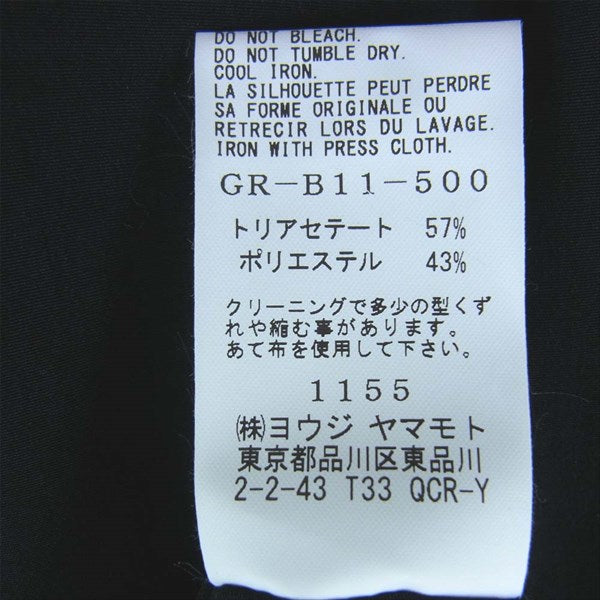 DO NOT BLEACH.
DO NOT TUMBLE DRY.
COOL IRON.
LA SILHOUETTE PEUT PERDRE
SA FORME ORIGINALE OU
RETRECIR LORS DU LAVAGE.
IRON WITH PRESS CLOTH.
GR-B11-500
トリアセテート 57%
ポリエステル 43%
クリーニングで多少の型くず
れや縮む事があります。
あて布を使用して下さい。
1155
㈱ヨウジ ヤマモト
東京都品川区東品川
2-2-43 T33 QCR-Y